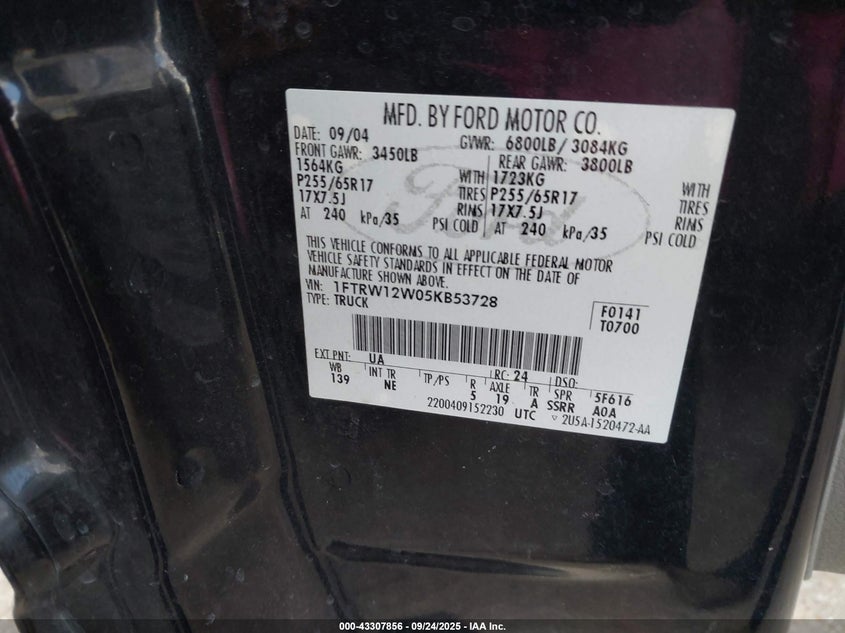 MFD. BY FORD MOTOR CO.
DATE: 09/04 GVWR: 6800LB/ 3084KG
FRONT GAWR: 3450LB REAR GAWR: 3800LB
1564KG WITH 1723KG WITH
P255/65R17 TIRES P255/65R17 TIRES
17X7.5J RIMS 17X7.5J RIMS
AT 240 kPa/35 PSI COLD AT 240 kPa/35 PSI COLD
THIS VEHICLE CONFORMS TO ALL APPLICABLE FEDERAL MOTOR
VEHICLE SAFETY STANDARDS IN EFFECT ON THE DATE OF
MANUFACTURE SHOWN ABOVE.
VIN: 1FTRW12W05KB53728 F0141
TYPE: TRUCK T0700
EXT PNT: UA RC: 24 DSO:
WB INT TR TP/PS R AXLE TR SPR 5F616
139 NE 5 19 A SSRR A0A
2200409152230 UTC ▽ 2U5A-1520472-AA
Ford
000-43307856 - 09/24/2025 - IAA Inc.